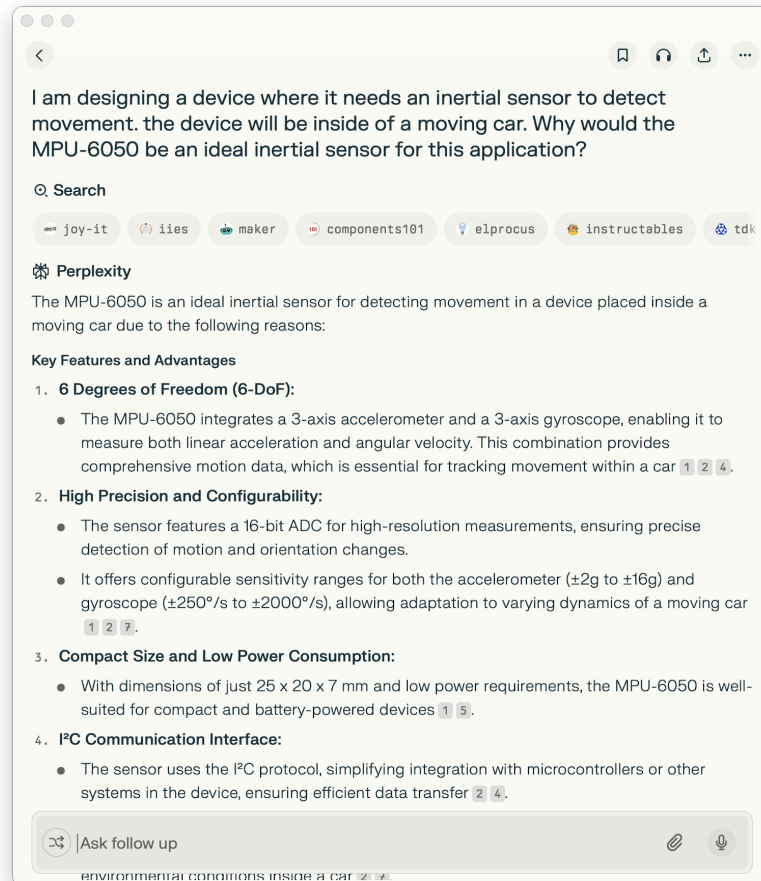 I am designing a device where it needs an inertial sensor to detect
movement. the device will be inside of a moving car. Why would the
MPU-6050 be an ideal inertial sensor for this application?
Search
joy-it iies maker components101 elprocus instructables tdk
Perplexity
The MPU-6050 is an ideal inertial sensor for detecting movement in a device placed inside a
moving car due to the following reasons:
Key Features and Advantages
1. 6 Degrees of Freedom (6-DoF):
The MPU-6050 integrates a 3-axis accelerometer and a 3-axis gyroscope, enabling it to
measure both linear acceleration and angular velocity. This combination provides
comprehensive motion data, which is essential for tracking movement within a car 1 2 4.
2. High Precision and Configurability:
The sensor features a 16-bit ADC for high-resolution measurements, ensuring precise
detection of motion and orientation changes.
It offers configurable sensitivity ranges for both the accelerometer (±2g to ±16g) and
gyroscope (±250°/s to ±2000°/s), allowing adaptation to varying dynamics of a moving car
1 2 7.
3. Compact Size and Low Power Consumption:
With dimensions of just 25 x 20 x 7 mm and low power requirements, the MPU-6050 is well-
suited for compact and battery-powered devices 1 5.
4. I²C Communication Interface:
The sensor uses the I²C protocol, simplifying integration with microcontrollers or other
systems in the device, ensuring efficient data transfer 2 4.
Ask follow up
environmental conditions inside a car 2 7.